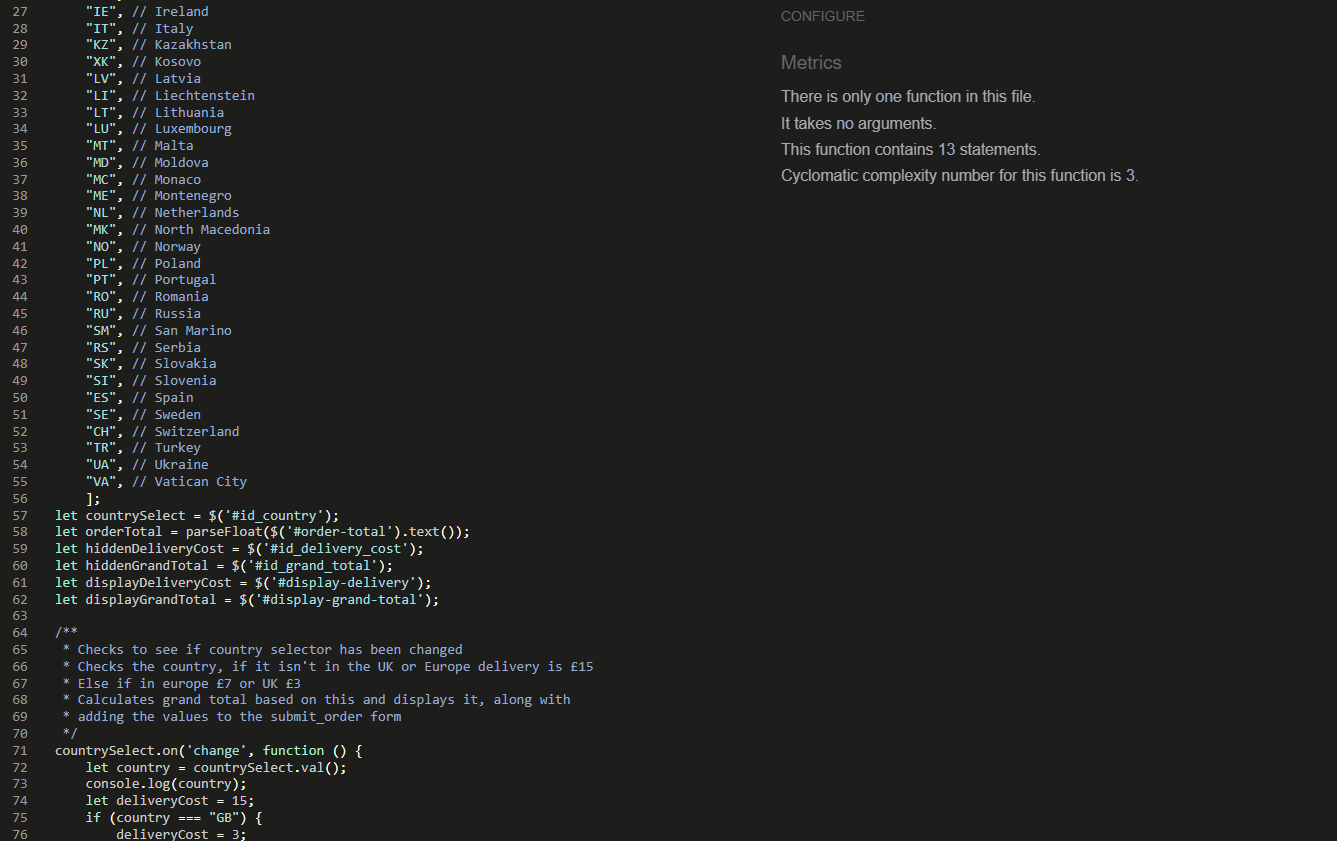 27 "IE", // Ireland
28 "IT", // Italy
29 "KZ", // Kazakhstan
30 "XK", // Kosovo
31 "LV", // Latvia
32 "LI", // Liechtenstein
33 "LT", // Lithuania
34 "LU", // Luxembourg
35 "MT", // Malta
36 "MD", // Moldova
37 "MC", // Monaco
38 "ME", // Montenegro
39 "NL", // Netherlands
40 "MK", // North Macedonia
41 "NO", // Norway
42 "PL", // Poland
43 "PT", // Portugal
44 "RO", // Romania
45 "RU", // Russia
46 "SM", // San Marino
47 "RS", // Serbia
48 "SK", // Slovakia
49 "SI", // Slovenia
50 "ES", // Spain
51 "SE", // Sweden
52 "CH", // Switzerland
53 "TR", // Turkey
54 "UA", // Ukraine
55 "VA", // Vatican City
56 ];
57 let countrySelect = $('#id_country');
58 let orderTotal = parseFloat($('#order-total').text());
59 let hiddenDeliveryCost = $('#id_delivery_cost');
60 let hiddenGrandTotal = $('#id_grand_total');
61 let displayDeliveryCost = $('#display-delivery');
62 let displayGrandTotal = $('#display-grand-total');
63
64 /**
65 * Checks to see if country selector has been changed
66 * Checks the country, if it isn't in the UK or Europe delivery is £15
67 * Else if in europe £7 or UK £3
68 * Calculates grand total based on this and displays it, along with
69 * adding the values to the submit_order form
70 */
71 countrySelect.on('change', function () {
72 let country = countrySelect.val();
73 console.log(country);
74 let deliveryCost = 15;
75 if (country === "GB") {
76 deliveryCost = 3;
CONFIGURE
Metrics
There is only one function in this file.
It takes no arguments.
This function contains 13 statements.
Cyclomatic complexity number for this function is 3.